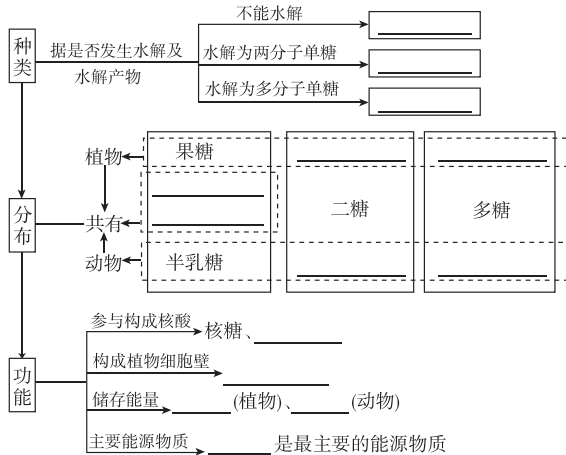 不能水解
种类
据是否发生水解及
水解产物
水解为两分子单糖
水解为多分子单糖
植物
果糖
分布
共有
二糖
多糖
动物
半乳糖
功能
参与构成核酸
核糖、
构成植物细胞壁
储存能量
(植物)、
(动物)
主要能源物质
是最主要的能源物质